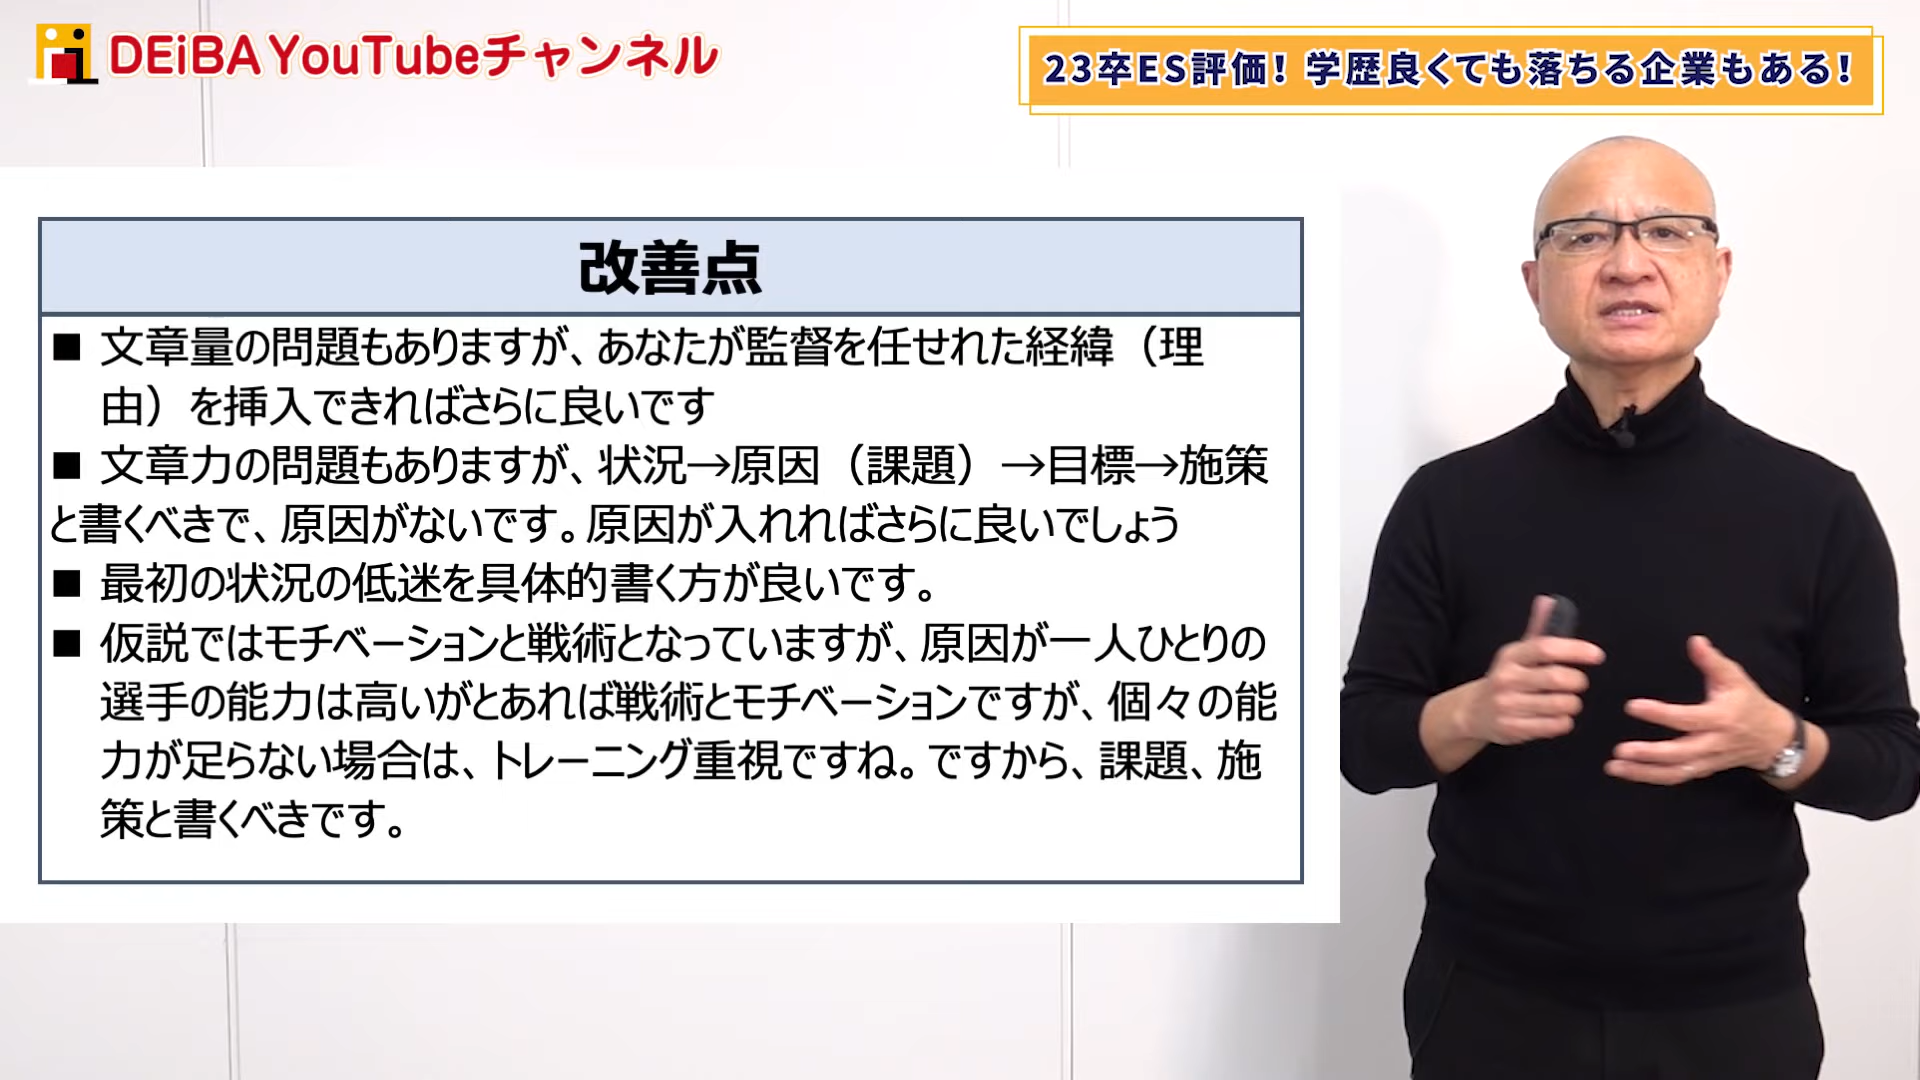 DEiBA YouTubeチャンネル
23卒ES評価！学歴良くても落ちる企業もある！
改善点
■ 文章量の問題もありますが、あなたが監督を任せれた経緯（理
由）を挿入できればさらに良いです
■ 文章力の問題もありますが、状況→原因（課題）→目標→施策
と書くべきで、原因がないです。原因が入れればさらに良いでしょう
■ 最初の状況の低迷を具体的書く方が良いです。
■ 仮説ではモチベーションと戦術となっていますが、原因が一人ひとりの
選手の能力は高いがとあれば戦術とモチベーションですが、個々の能
力が足らない場合は、トレーニング重視ですね。ですから、課題、施
策と書くべきです。